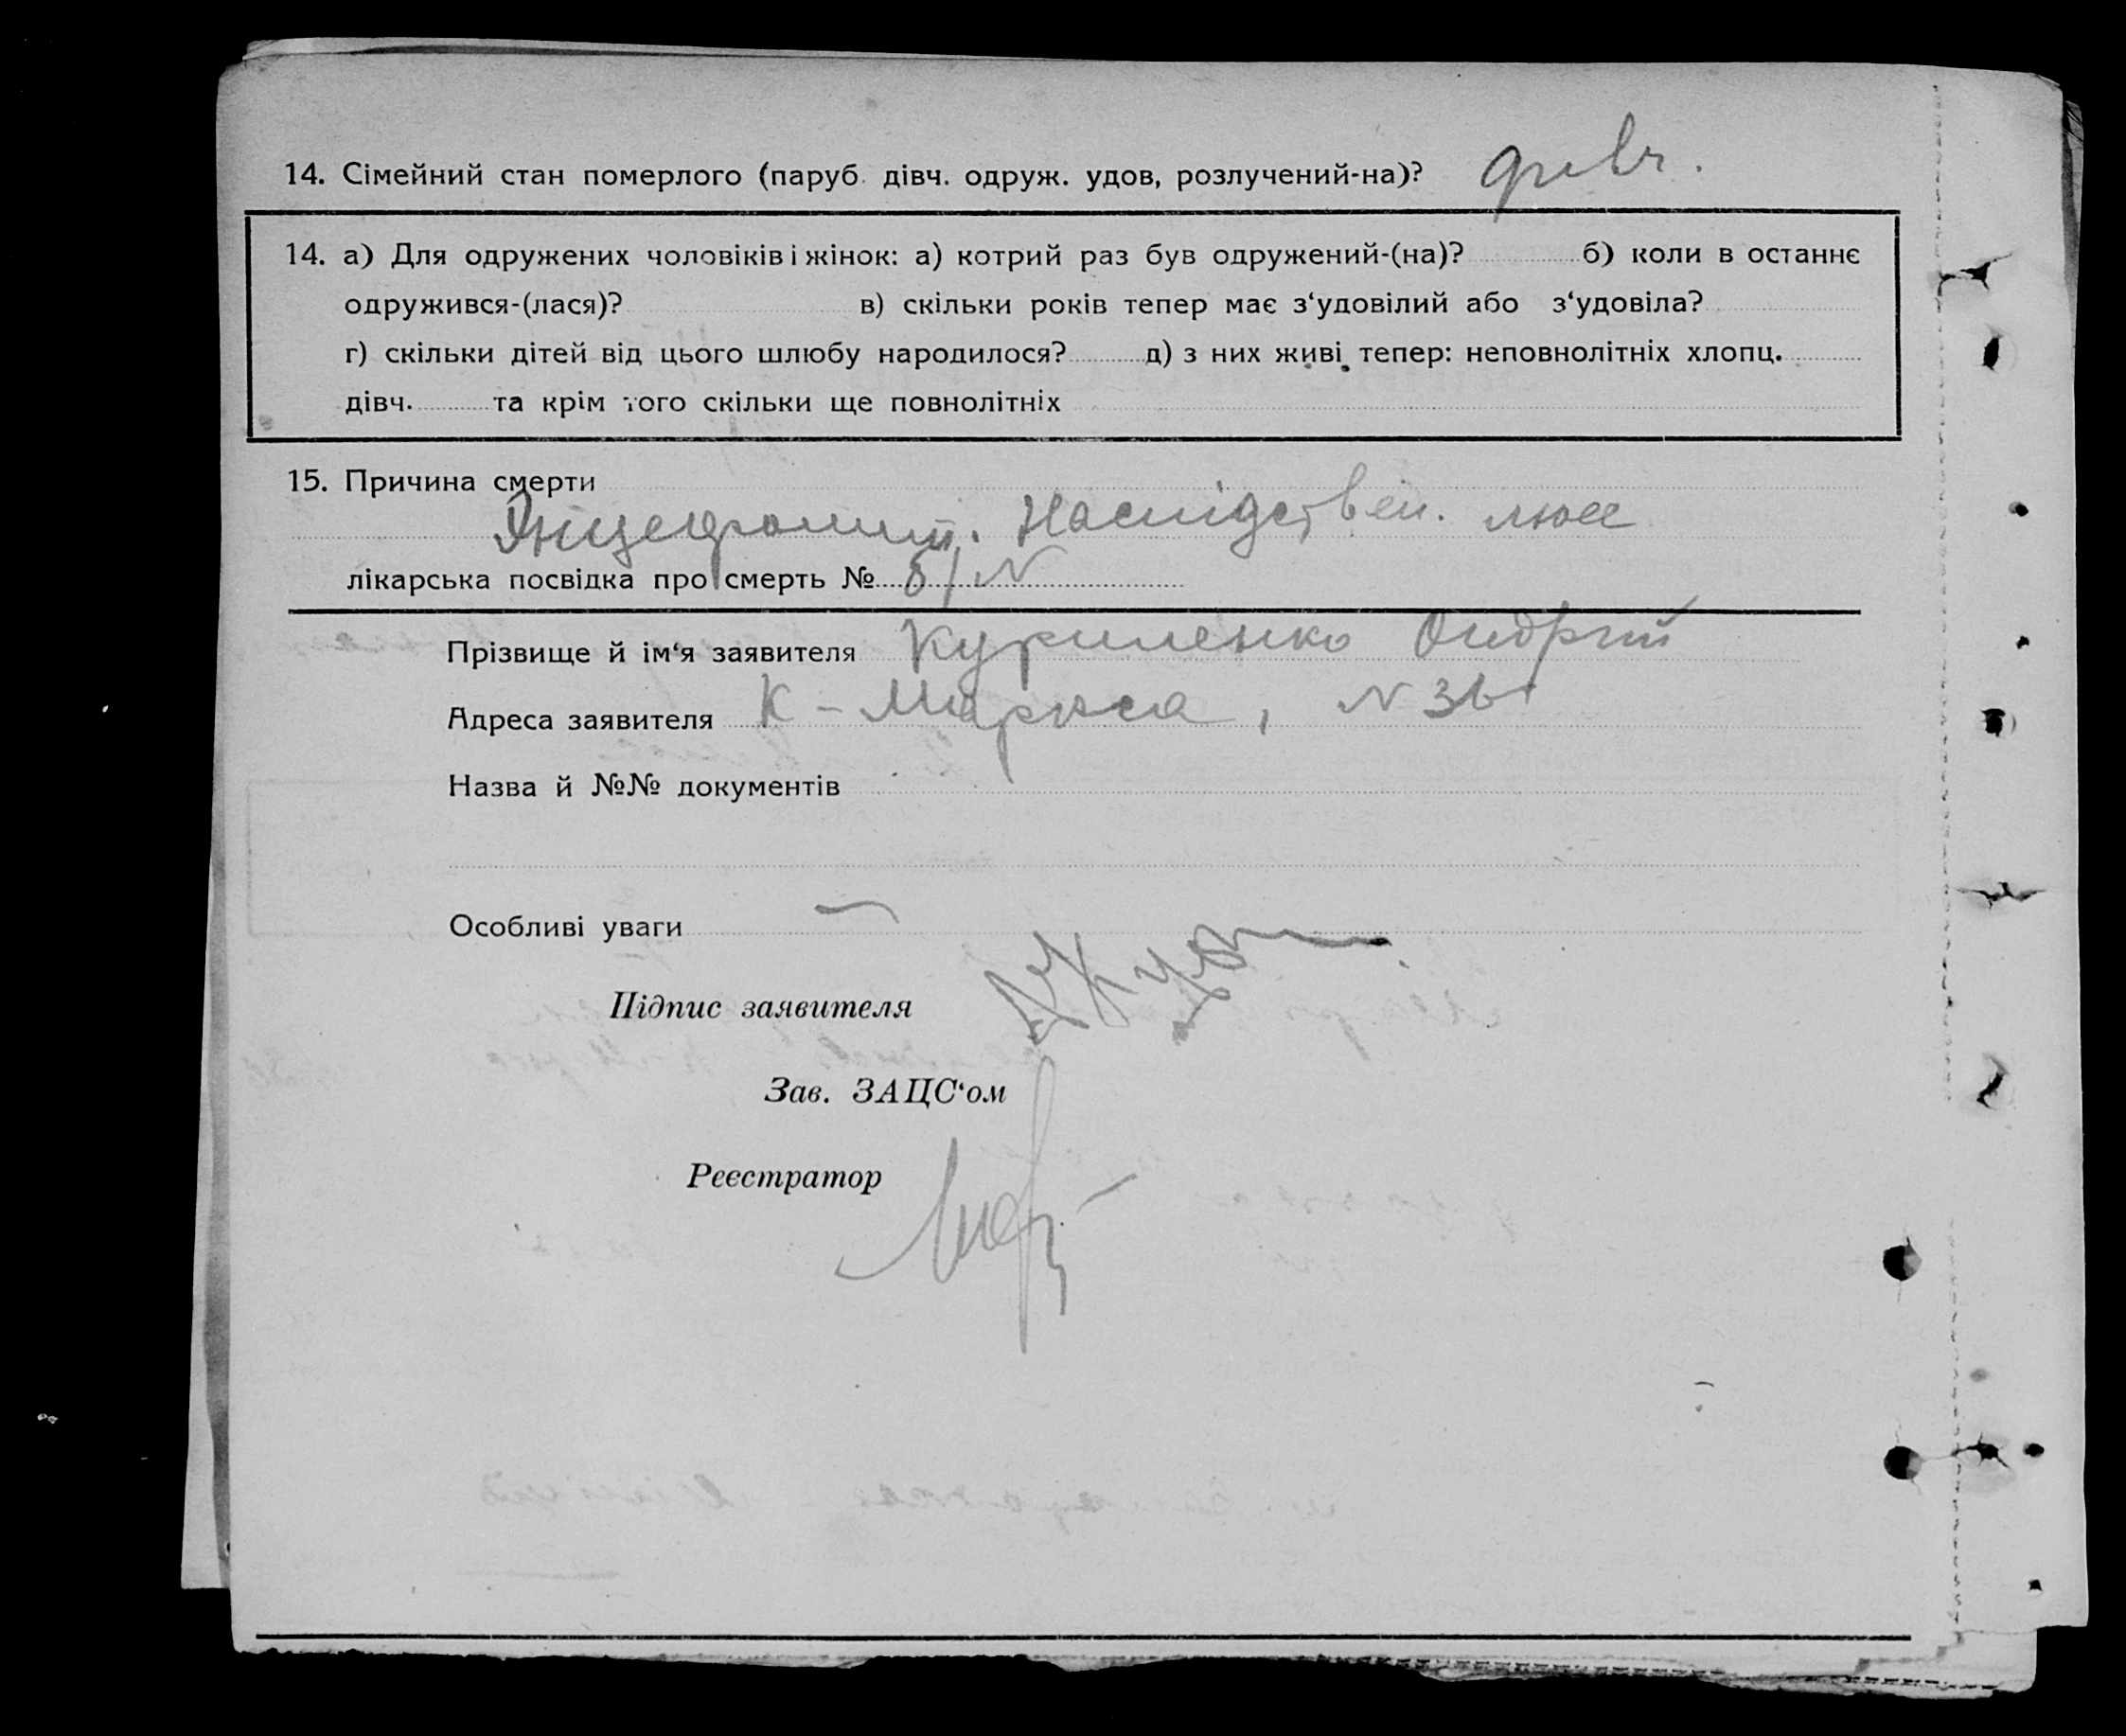 14. Сімейний стан померлого (паруб. дівч. одруж. удов, розлучений-на)? дівч.
14. а) Для одружених чоловіків і жінок: а) котрий раз був одружений-(на)? б) коли в останнє
одружився-(лася)? в) скільки років тепер має з‘удовілий або з‘удовіла?
г) скільки дітей від цього шлюбу народилося? д) з них живі тепер: неповнолітніх хлопц.
дівч. та крім того скільки ще повнолітніх
15. Причина смерти
Наслідствен. люес
лікарська посвідка про смерть № б/N
Прізвище й ім‘я заявителя Куриленко Андрій
Адреса заявителя К-Маркса, N 36
Назва й №№ документів
Особливі уваги —
Підпис заявителя
Зав. ЗАЦС‘ом
Реєстратор